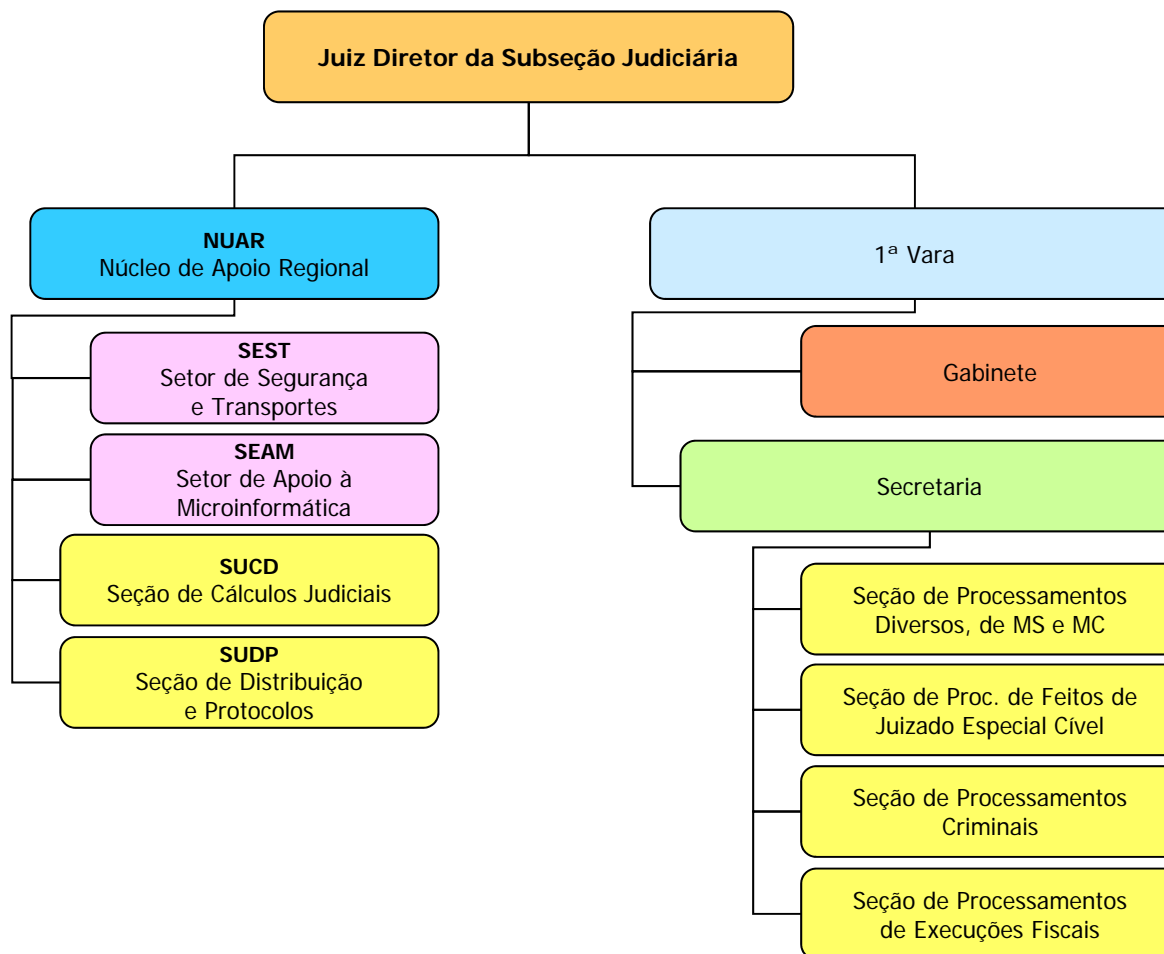 Juiz Diretor da Subseção Judiciária
NUAR
Núcleo de Apoio Regional
SEST
Setor de Segurança
e Transportes
SEAM
Setor de Apoio à
Microinformática
SUCD
Seção de Cálculos Judiciais
SUDP
Seção de Distribuição
e Protocolos
1ª Vara
Gabinete
Secretaria
Seção de Processamentos
Diversos, de MS e MC
Seção de Proc. de Feitos de
Juizado Especial Cível
Seção de Processamentos
Criminais
Seção de Processamentos
de Execuções Fiscais